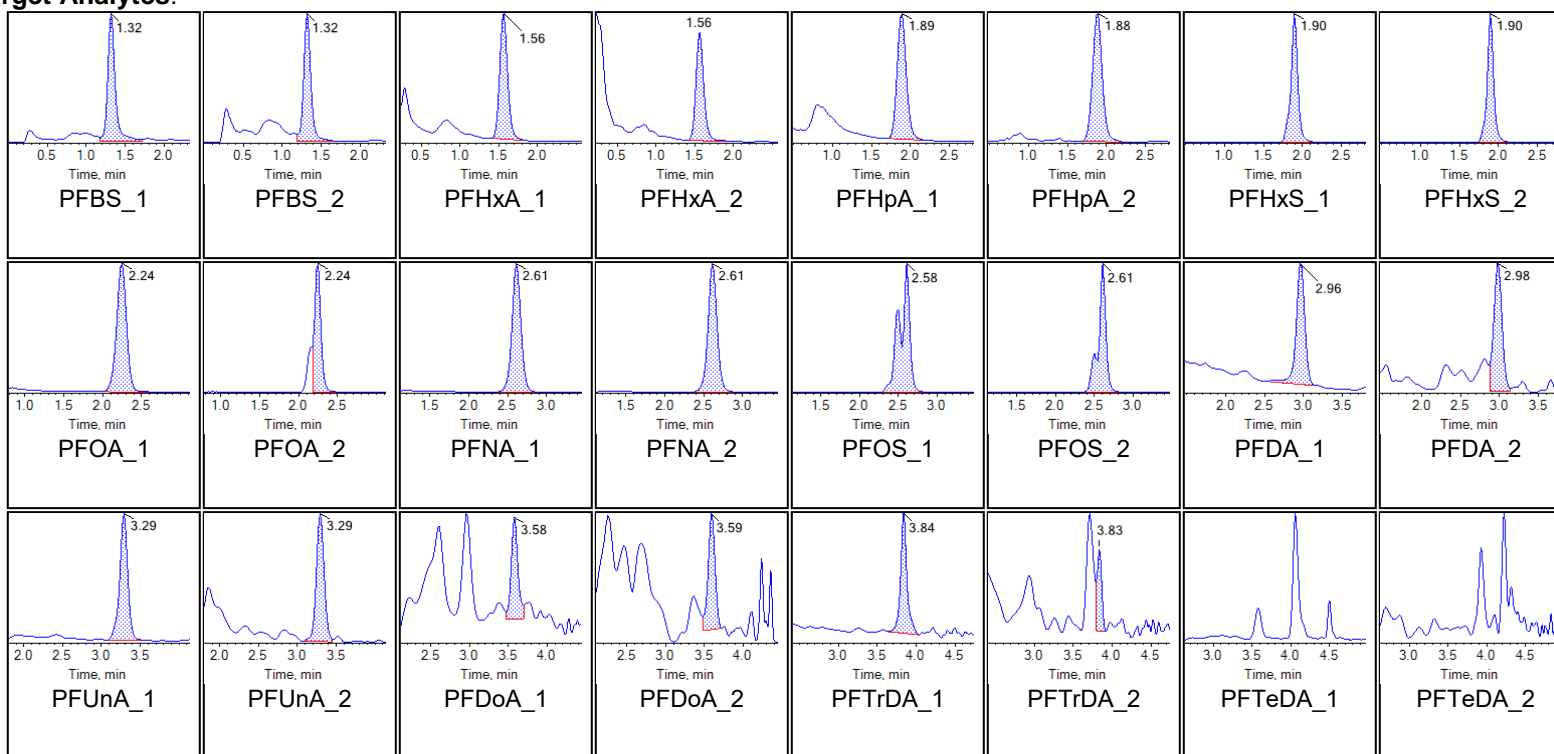 arget Analytes:
1.32 1.32 1.56 1.56 1.89 1.88 1.90 1.90
0.5 1.0 1.5 2.0 0.5 1.0 1.5 2.0 0.5 1.0 1.5 2.0 0.5 1.0 1.5 2.0 1.0 1.5 2.0 2.5 1.0 1.5 2.0 2.5 1.0 1.5 2.0 2.5 1.0 1.5 2.0 2.5
Time, min Time, min Time, min Time, min Time, min Time, min Time, min Time, min
PFBS_1 PFBS_2 PFHxA_1 PFHxA_2 PFHpA_1 PFHpA_2 PFHxS_1 PFHxS_2
2.24 2.24 2.61 2.61 2.58 2.61 2.96 2.98
1.0 1.5 2.0 2.5 1.0 1.5 2.0 2.5 1.5 2.0 2.5 3.0 1.5 2.0 2.5 3.0 1.5 2.0 2.5 3.0 1.5 2.0 2.5 3.0 2.0 2.5 3.0 3.5 2.0 2.5 3.0 3.5
Time, min Time, min Time, min Time, min Time, min Time, min Time, min Time, min
PFOA_1 PFOA_2 PFNA_1 PFNA_2 PFOS_1 PFOS_2 PFDA_1 PFDA_2
3.29 3.29 3.58 3.59 3.84 3.83
2.0 2.5 3.0 3.5 2.0 2.5 3.0 3.5 2.5 3.0 3.5 4.0 2.5 3.0 3.5 4.0 3.0 3.5 4.0 4.5 3.0 3.5 4.0 4.5 3.0 3.5 4.0 4.5 3.0 3.5 4.0 4.5
Time, min Time, min Time, min Time, min Time, min Time, min Time, min Time, min
PFUnA_1 PFUnA_2 PFDoA_1 PFDoA_2 PFTrDA_1 PFTrDA_2 PFTeDA_1 PFTeDA_2